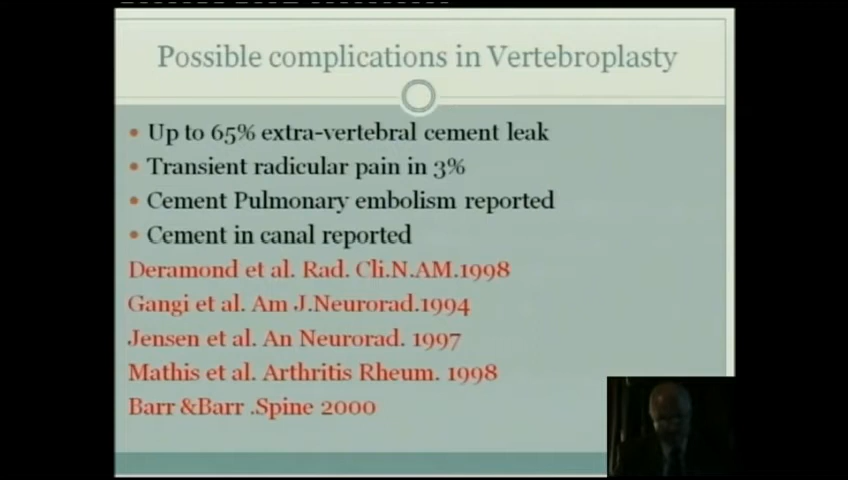 Possible complications in Vertebroplasty
• Up to 65% extra-vertebral cement leak
• Transient radicular pain in 3%
• Cement Pulmonary embolism reported
• Cement in canal reported
Deramond et al. Rad. Cli.N.AM.1998
Gangi et al. Am J.Neurorad.1994
Jensen et al. An Neurorad. 1997
Mathis et al. Arthritis Rheum. 1998
Barr &Barr .Spine 2000